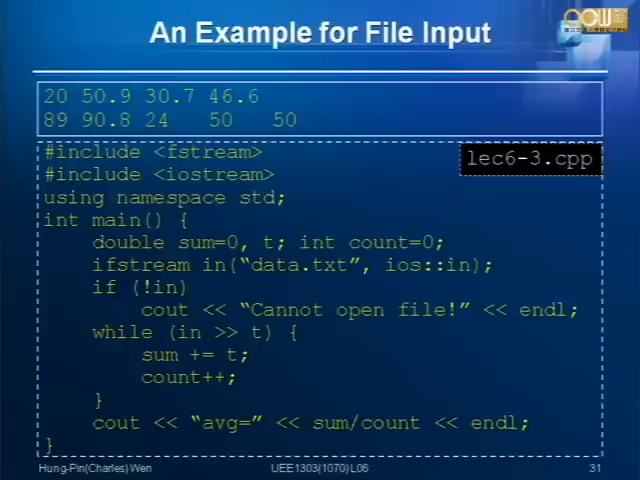 An Example for File Input
20 50.9 30.7 46.6
89 90.8 24   50   50
#include <fstream>
#include <iostream>
lec6-3.cpp
using namespace std;
int main() {
    double sum=0, t; int count=0;
    ifstream in(“data.txt”, ios::in);
    if (!in)
        cout << “Cannot open file!” << endl;
    while (in >> t) {
        sum += t;
        count++;
    }
    cout << “avg=” << sum/count << endl;
}
Hung-Pin(Charles) Wen
UEE1303(1070) L06
31